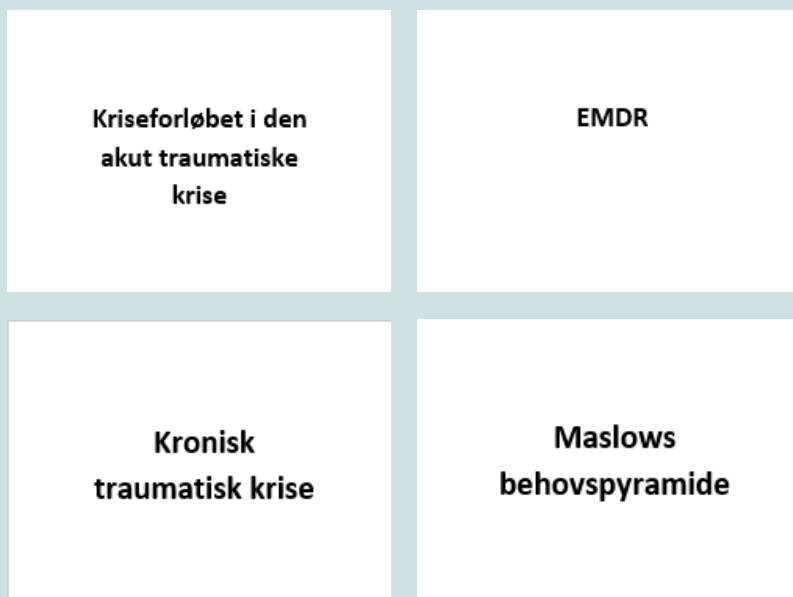 Kriseforløbet i den
akut traumatiske
krise
EMDR
Kronisk
traumatisk krise
Maslows
behovspyramide